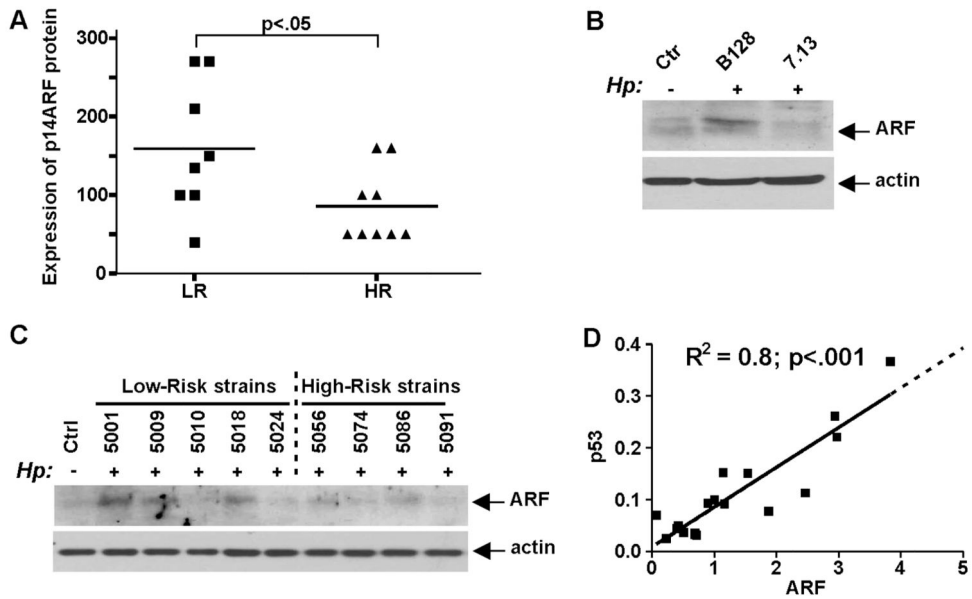 A
Expression of p14ARF protein
300
200
100
0
p<.05
LR
HR
B
Ctr
B128
7.13
Hp:
- + +
ARF
actin
C
Low-Risk strains
High-Risk strains
Ctrl
5001
5009
5010
5018
5024
5056
5074
5086
5091
Hp:
- + + + + + + + + +
ARF
actin
D
R² = 0.8; p<.001
p53
0.4
0.3
0.2
0.1
0.0
0 1 2 3 4 5
ARF